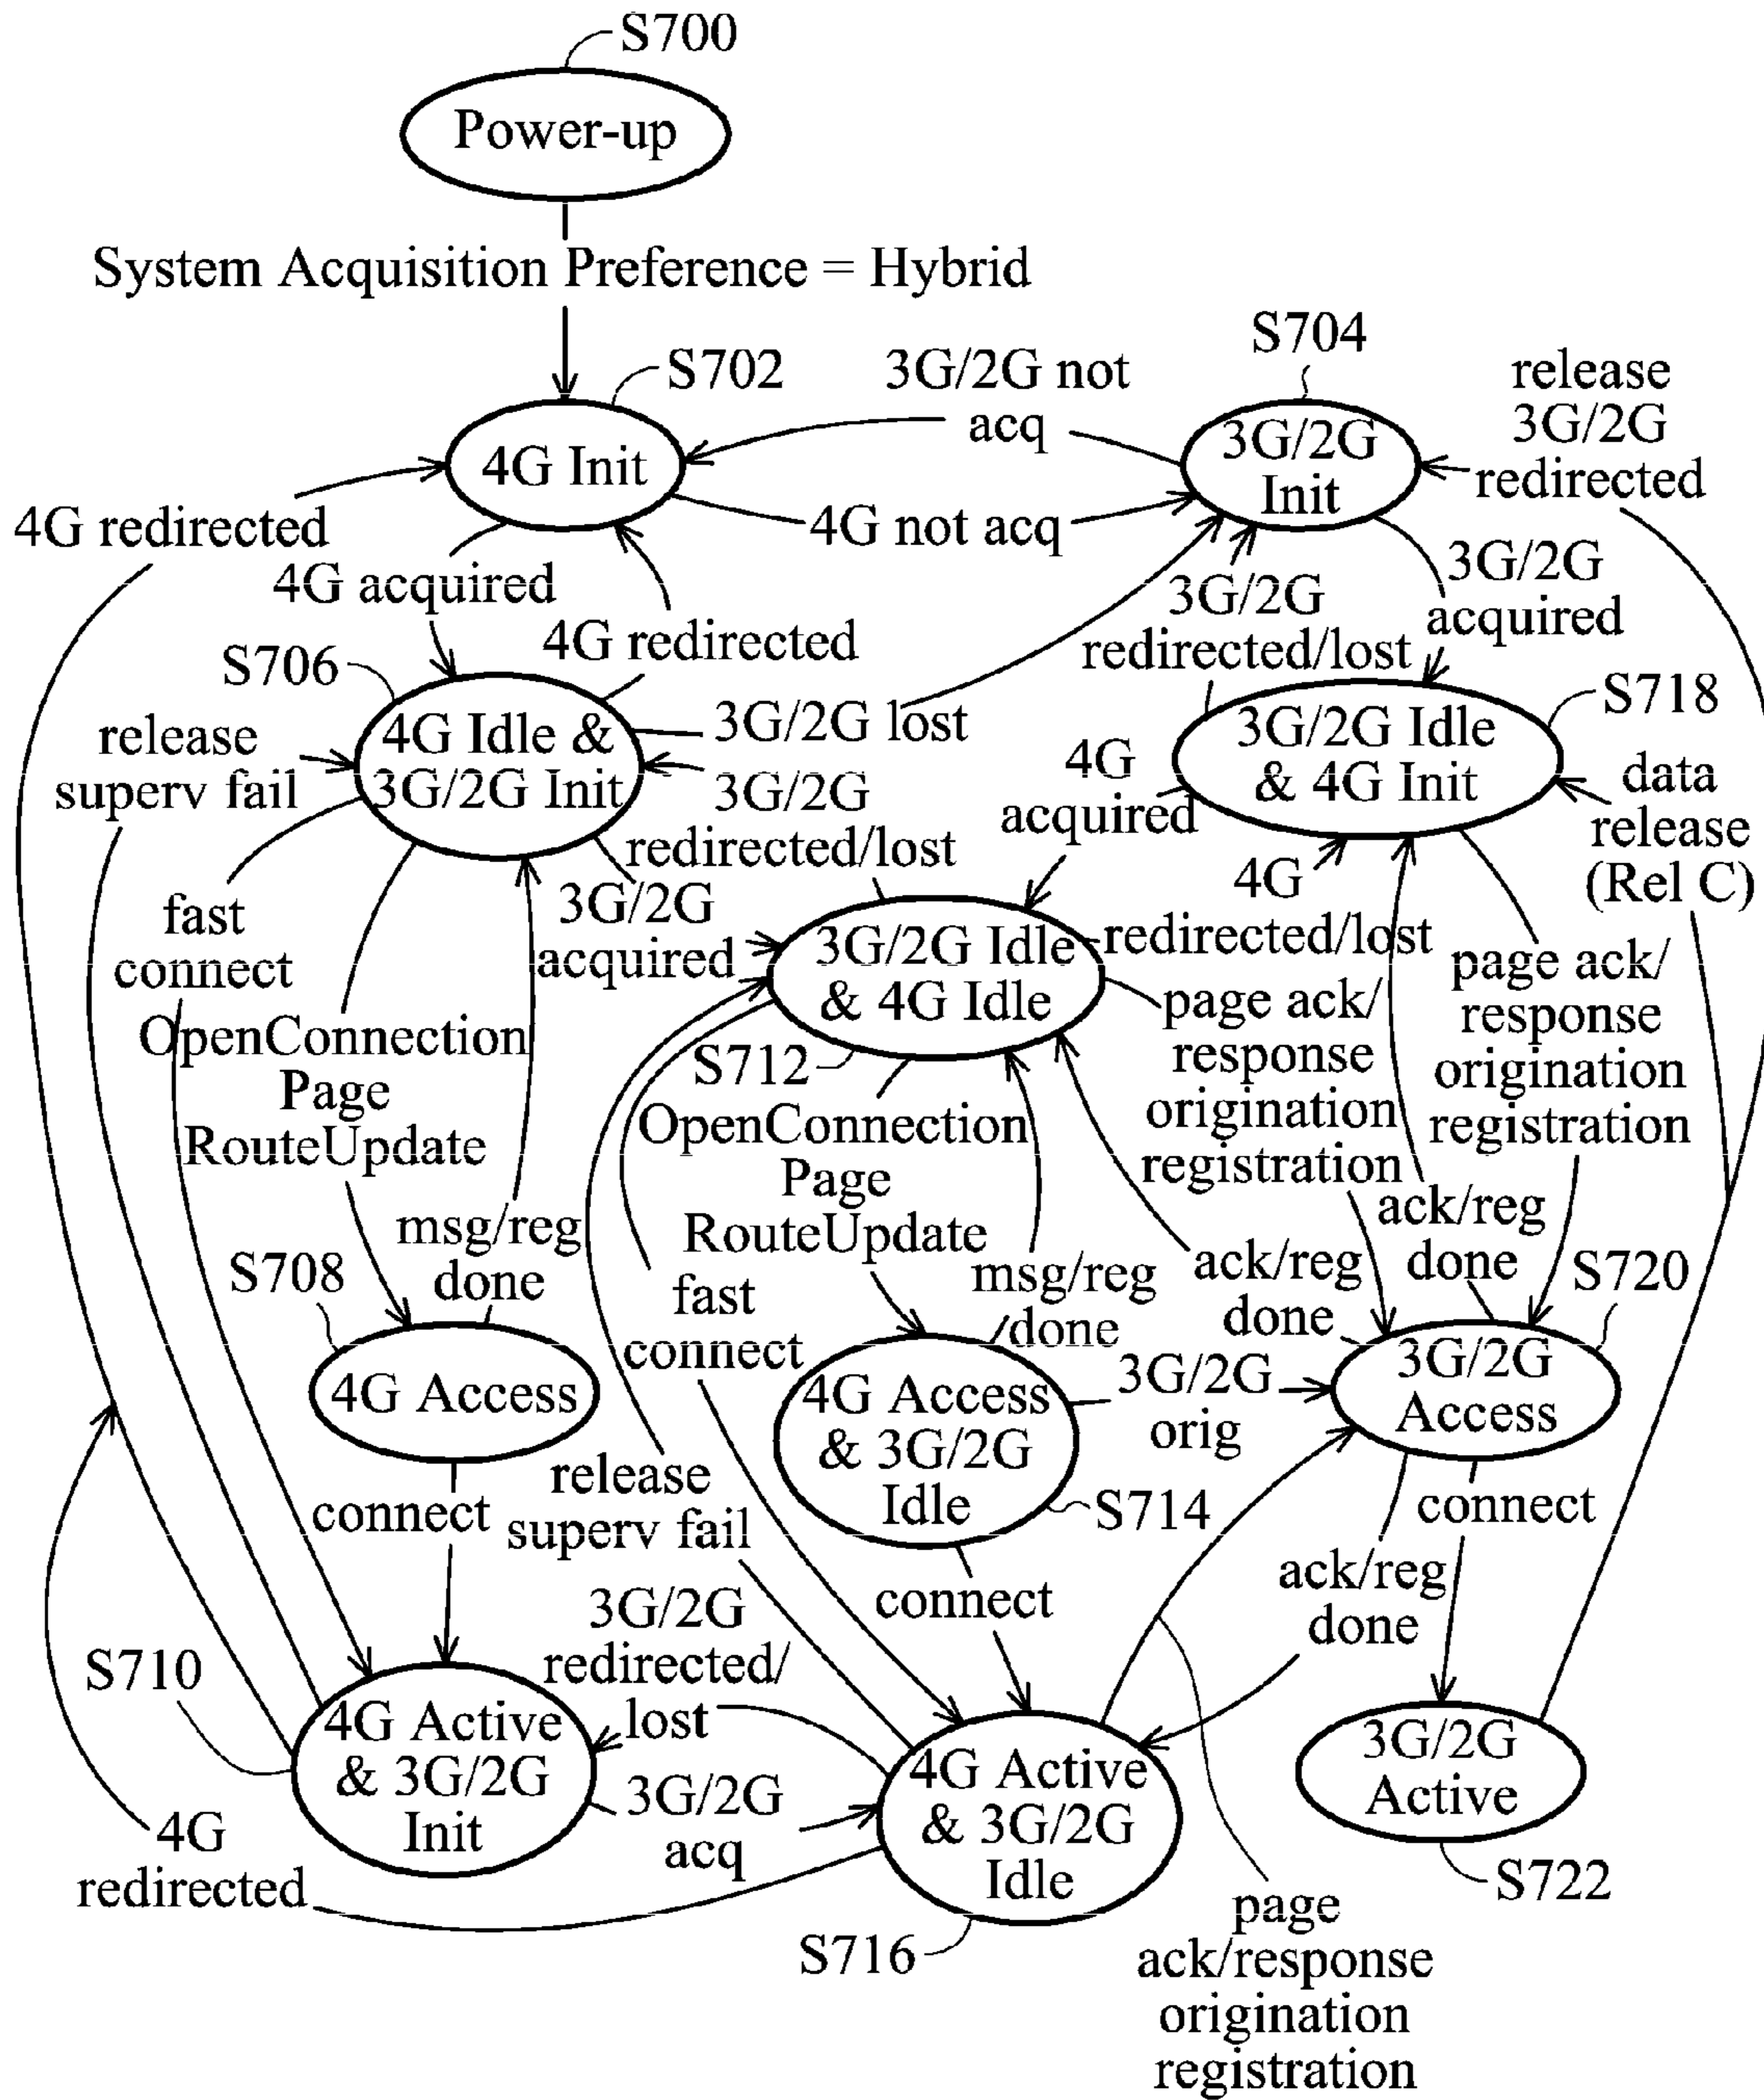 S700
Power-up
System Acquisition Preference = Hybrid
S702
4G Init
3G/2G not
acq
S704
3G/2G
Init
release
3G/2G
redirected
4G redirected
4G not acq
4G acquired
4G redirected
3G/2G
redirected/lost
3G/2G
acquired
S706
4G Idle &
3G/2G Init
release
superv fail
3G/2G lost
3G/2G
redirected/lost
4G
acquired
3G/2G Idle
& 4G Init
S718
data
release
(Rel C)
fast
connect
3G/2G
acquired
3G/2G Idle
& 4G Idle
S712
4G
redirected/lost
page ack/
response
origination
registration
page ack/
response
origination
registration
OpenConnection
Page
RouteUpdate
OpenConnection
Page
RouteUpdate
msg/reg
done
S708
4G Access
fast
connect
msg/reg
done
ack/reg
done
ack/reg
done
S720
3G/2G
Access
4G Access
& 3G/2G
Idle
S714
3G/2G
orig
connect
release
superv fail
connect
connect
ack/reg
done
S710
4G Active
& 3G/2G
Init
3G/2G
redirected/
lost
3G/2G
acq
4G Active
& 3G/2G
Idle
S716
3G/2G
Active
S722
4G
redirected
page
ack/response
origination
registration